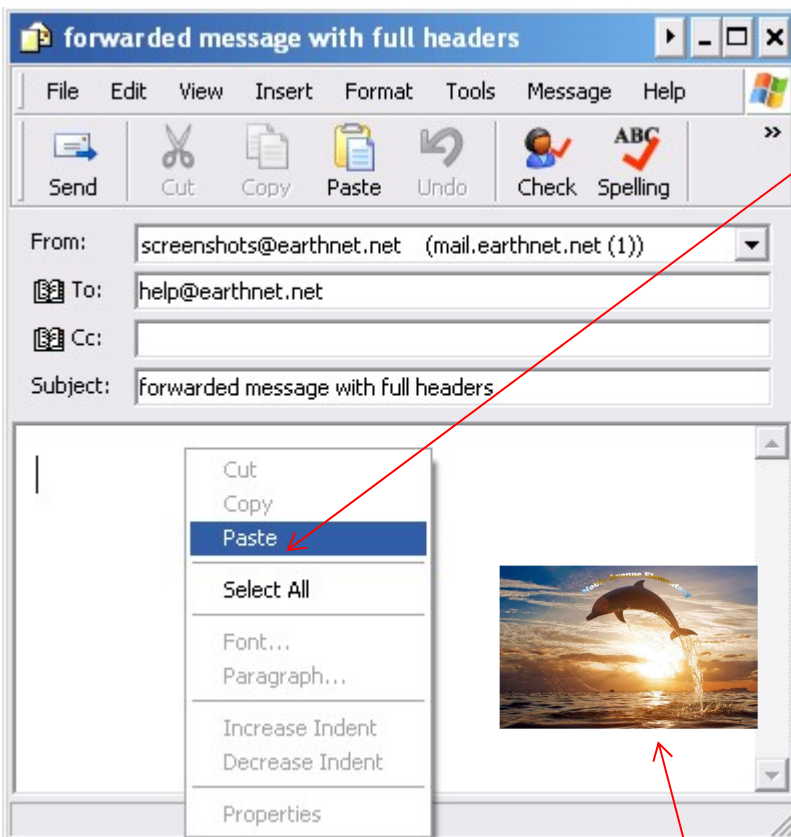 forwarded message with full headers
File Edit View Insert Format Tools Message Help
ABC
Send Cut Copy Paste Undo Check Spelling
From: screenshots@earthnet.net (mail.earthnet.net (1))
To: help@earthnet.net
Cc:
Subject: forwarded message with full headers
Cut
Copy
Paste
Select All
Font...
Paragraph...
Increase Indent
Decrease Indent
Properties